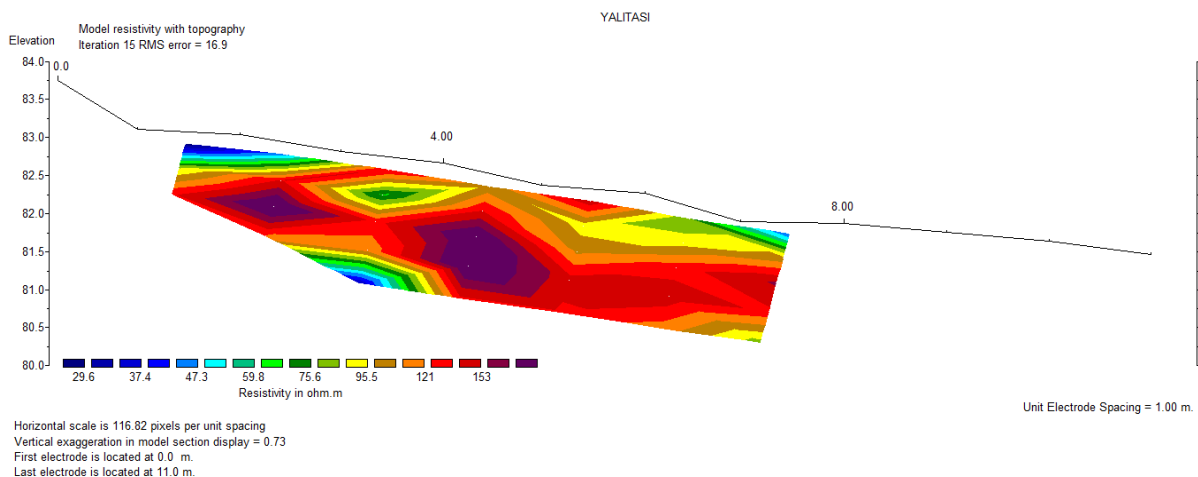 YALITASI
Model resistivity with topography
Iteration 15 RMS error = 16.9
Elevation
84.0
0.0
83.5
83.0
4.00
82.5
82.0
8.00
81.5
81.0
80.5
80.0
29.6 37.4 47.3 59.8 75.6 95.5 121 153
Resistivity in ohm.m
Unit Electrode Spacing = 1.00 m.
Horizontal scale is 116.82 pixels per unit spacing
Vertical exaggeration in model section display = 0.73
First electrode is located at 0.0 m.
Last electrode is located at 11.0 m.